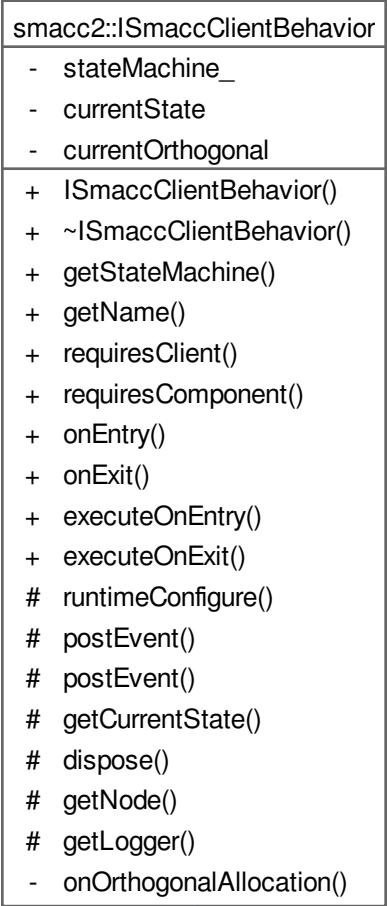 smacc2::ISmaccClientBehavior
- stateMachine_
- currentState
- currentOrthogonal
+ ISmaccClientBehavior()
+ ~ISmaccClientBehavior()
+ getStateMachine()
+ getName()
+ requiresClient()
+ requiresComponent()
+ onEntry()
+ onExit()
+ executeOnEntry()
+ executeOnExit()
# runtimeConfigure()
# postEvent()
# postEvent()
# getCurrentState()
# dispose()
# getNode()
# getLogger()
- onOrthogonalAllocation()